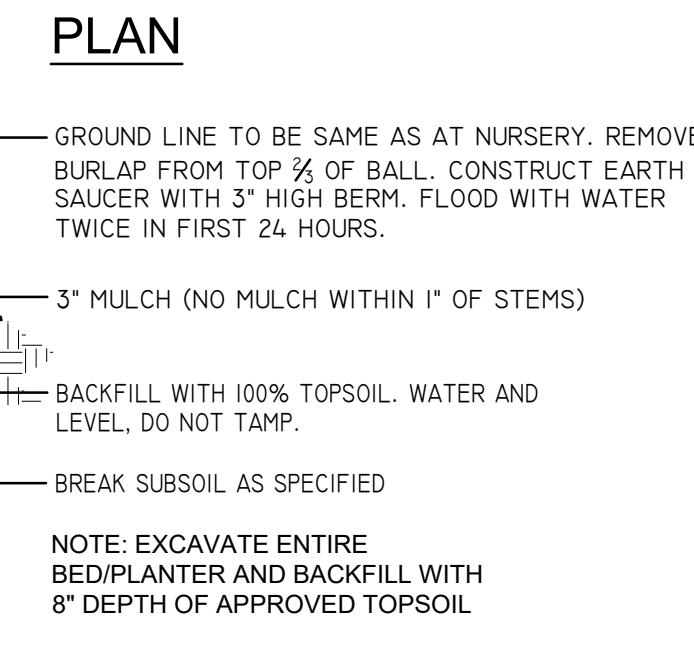 PLAN
GROUND LINE TO BE SAME AS AT NURSERY. REMOVE
BURLAP FROM TOP ⅔ OF BALL. CONSTRUCT EARTH
SAUCER WITH 3" HIGH BERM. FLOOD WITH WATER
TWICE IN FIRST 24 HOURS.
3" MULCH (NO MULCH WITHIN 1" OF STEMS)
BACKFILL WITH 100% TOPSOIL. WATER AND
LEVEL, DO NOT TAMP.
BREAK SUBSOIL AS SPECIFIED
NOTE: EXCAVATE ENTIRE
BED/PLANTER AND BACKFILL WITH
8" DEPTH OF APPROVED TOPSOIL